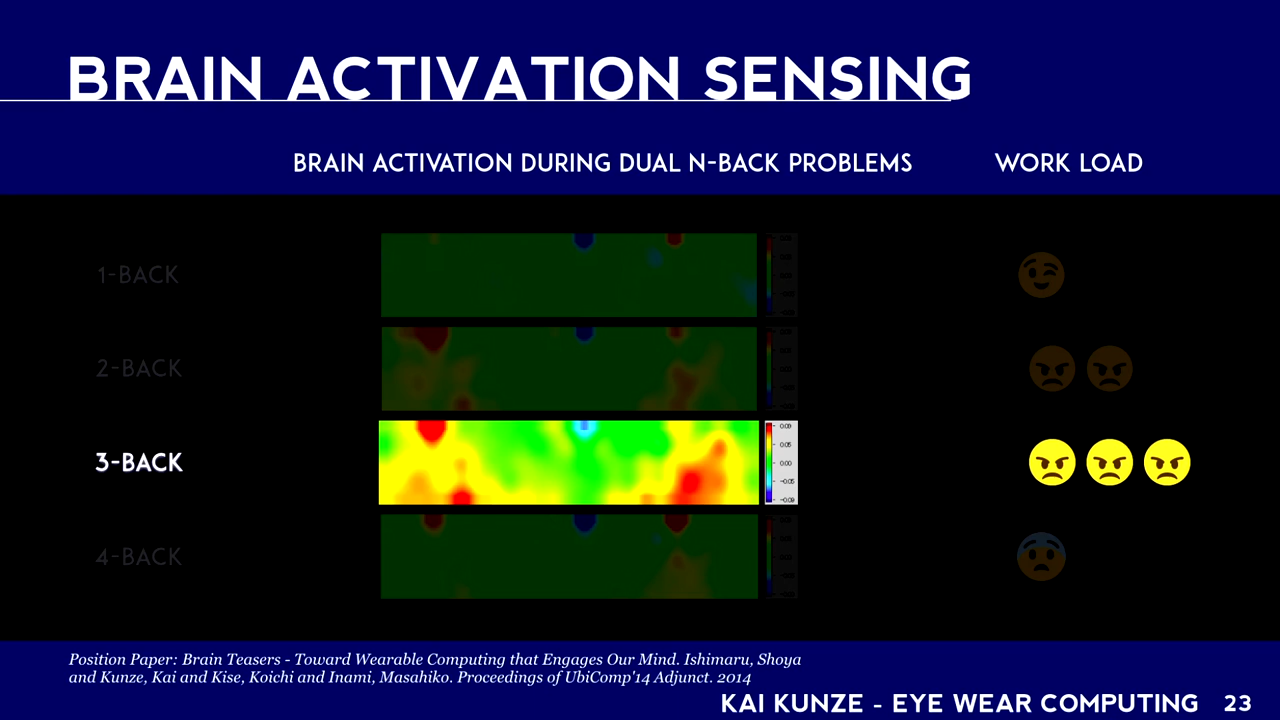 BRAIN ACTIVATION SENSING
BRAIN ACTIVATION DURING DUAL N-BACK PROBLEMS
WORK LOAD
1-BACK
2-BACK
3-BACK
0.09
0.05
0.00
-0.05
-0.09
4-BACK
Position Paper: Brain Teasers - Toward Wearable Computing that Engages Our Mind. Ishimaru, Shoya
and Kunze, Kai and Kise, Koichi and Inami, Masahiko. Proceedings of UbiComp'14 Adjunct. 2014
KAI KUNZE - EYE WEAR COMPUTING 23